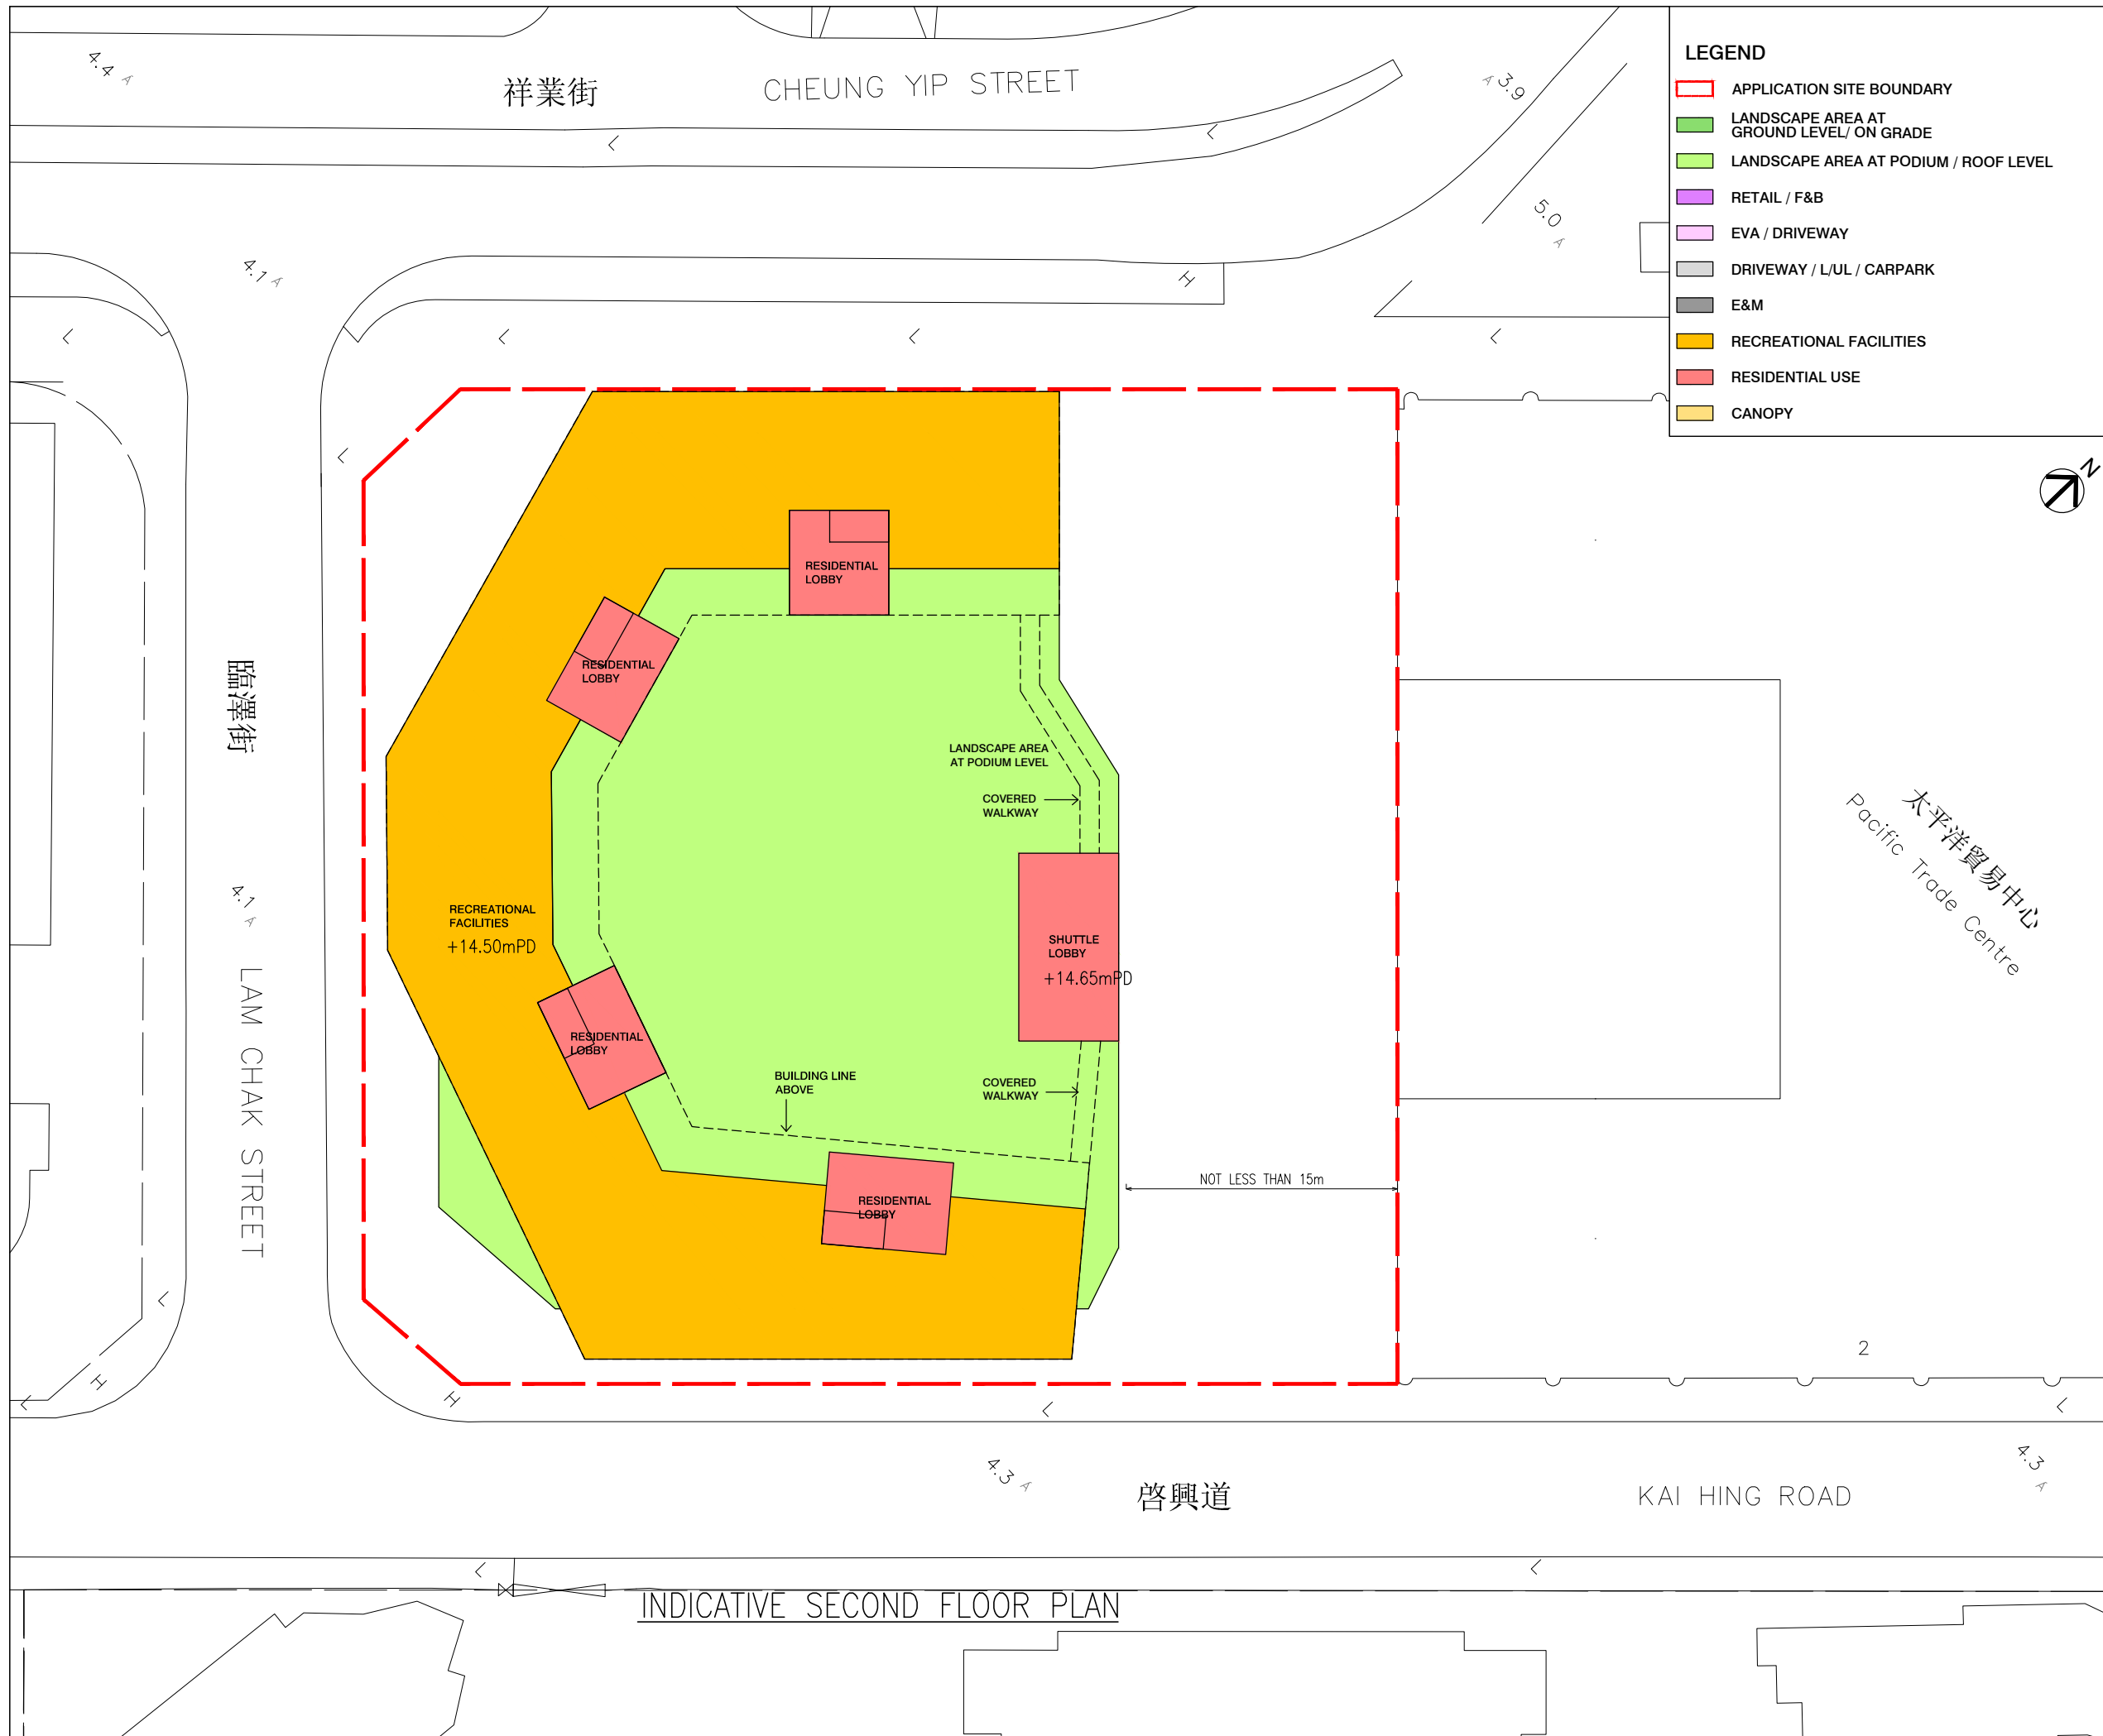 LEGEND
APPLICATION SITE BOUNDARY
LANDSCAPE AREA AT
GROUND LEVEL/ ON GRADE
LANDSCAPE AREA AT PODIUM / ROOF LEVEL
RETAIL / F&B
EVA / DRIVEWAY
DRIVEWAY / L/UL / CARPARK
E&M
RECREATIONAL FACILITIES
RESIDENTIAL USE
CANOPY
N
4.4
祥業街
CHEUNG YIP STREET
3.9
5.0
4.1
H
RESIDENTIAL
LOBBY
RESIDENTIAL
LOBBY
臨澤街
LANDSCAPE AREA
AT PODIUM LEVEL
COVERED
WALKWAY
太平洋貿易中心
Pacific Trade Centre
4.1
RECREATIONAL
FACILITIES
+14.50mPD
SHUTTLE
LOBBY
+14.65mPD
LAM CHAK STREET
RESIDENTIAL
LOBBY
BUILDING LINE
ABOVE
COVERED
WALKWAY
NOT LESS THAN 15m
RESIDENTIAL
LOBBY
2
H
H
4.3
啓興道
KAI HING ROAD
4.3
INDICATIVE SECOND FLOOR PLAN